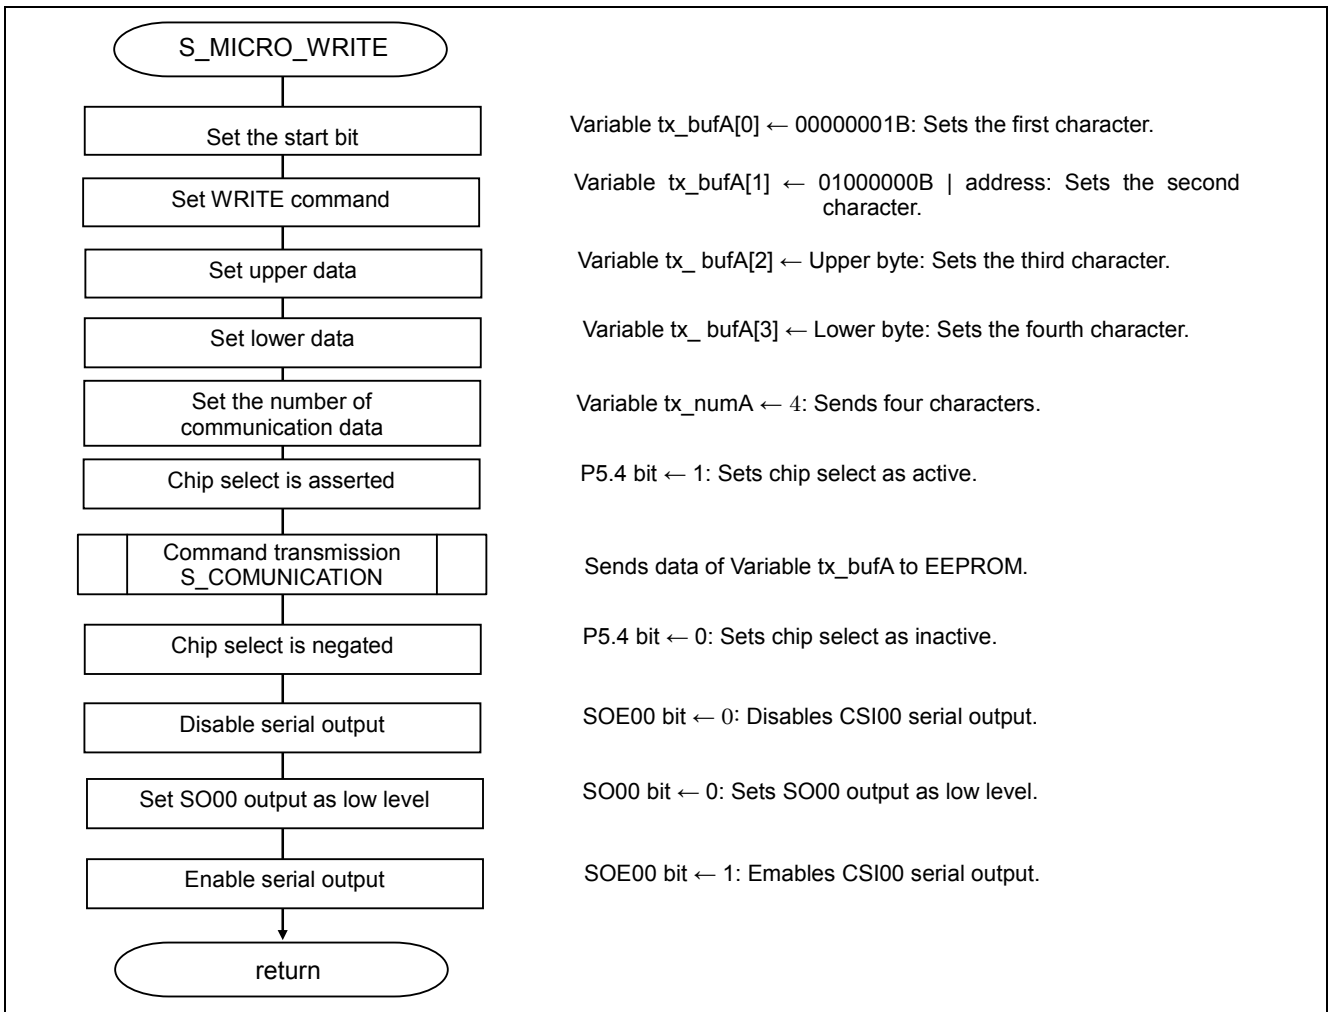 S_MICRO_WRITE
Set the start bit
Variable tx_bufA[0] ← 00000001B: Sets the first character.
Set WRITE command
Variable tx_bufA[1] ← 01000000B | address: Sets the second
character.
Set upper data
Variable tx_ bufA[2] ← Upper byte: Sets the third character.
Set lower data
Variable tx_ bufA[3] ← Lower byte: Sets the fourth character.
Set the number of
communication data
Variable tx_numA ← 4: Sends four characters.
Chip select is asserted
P5.4 bit ← 1: Sets chip select as active.
Command transmission
S_COMUNICATION
Sends data of Variable tx_bufA to EEPROM.
Chip select is negated
P5.4 bit ← 0: Sets chip select as inactive.
Disable serial output
SOE00 bit ← 0: Disables CSI00 serial output.
Set SO00 output as low level
SO00 bit ← 0: Sets SO00 output as low level.
Enable serial output
SOE00 bit ← 1: Emables CSI00 serial output.
return